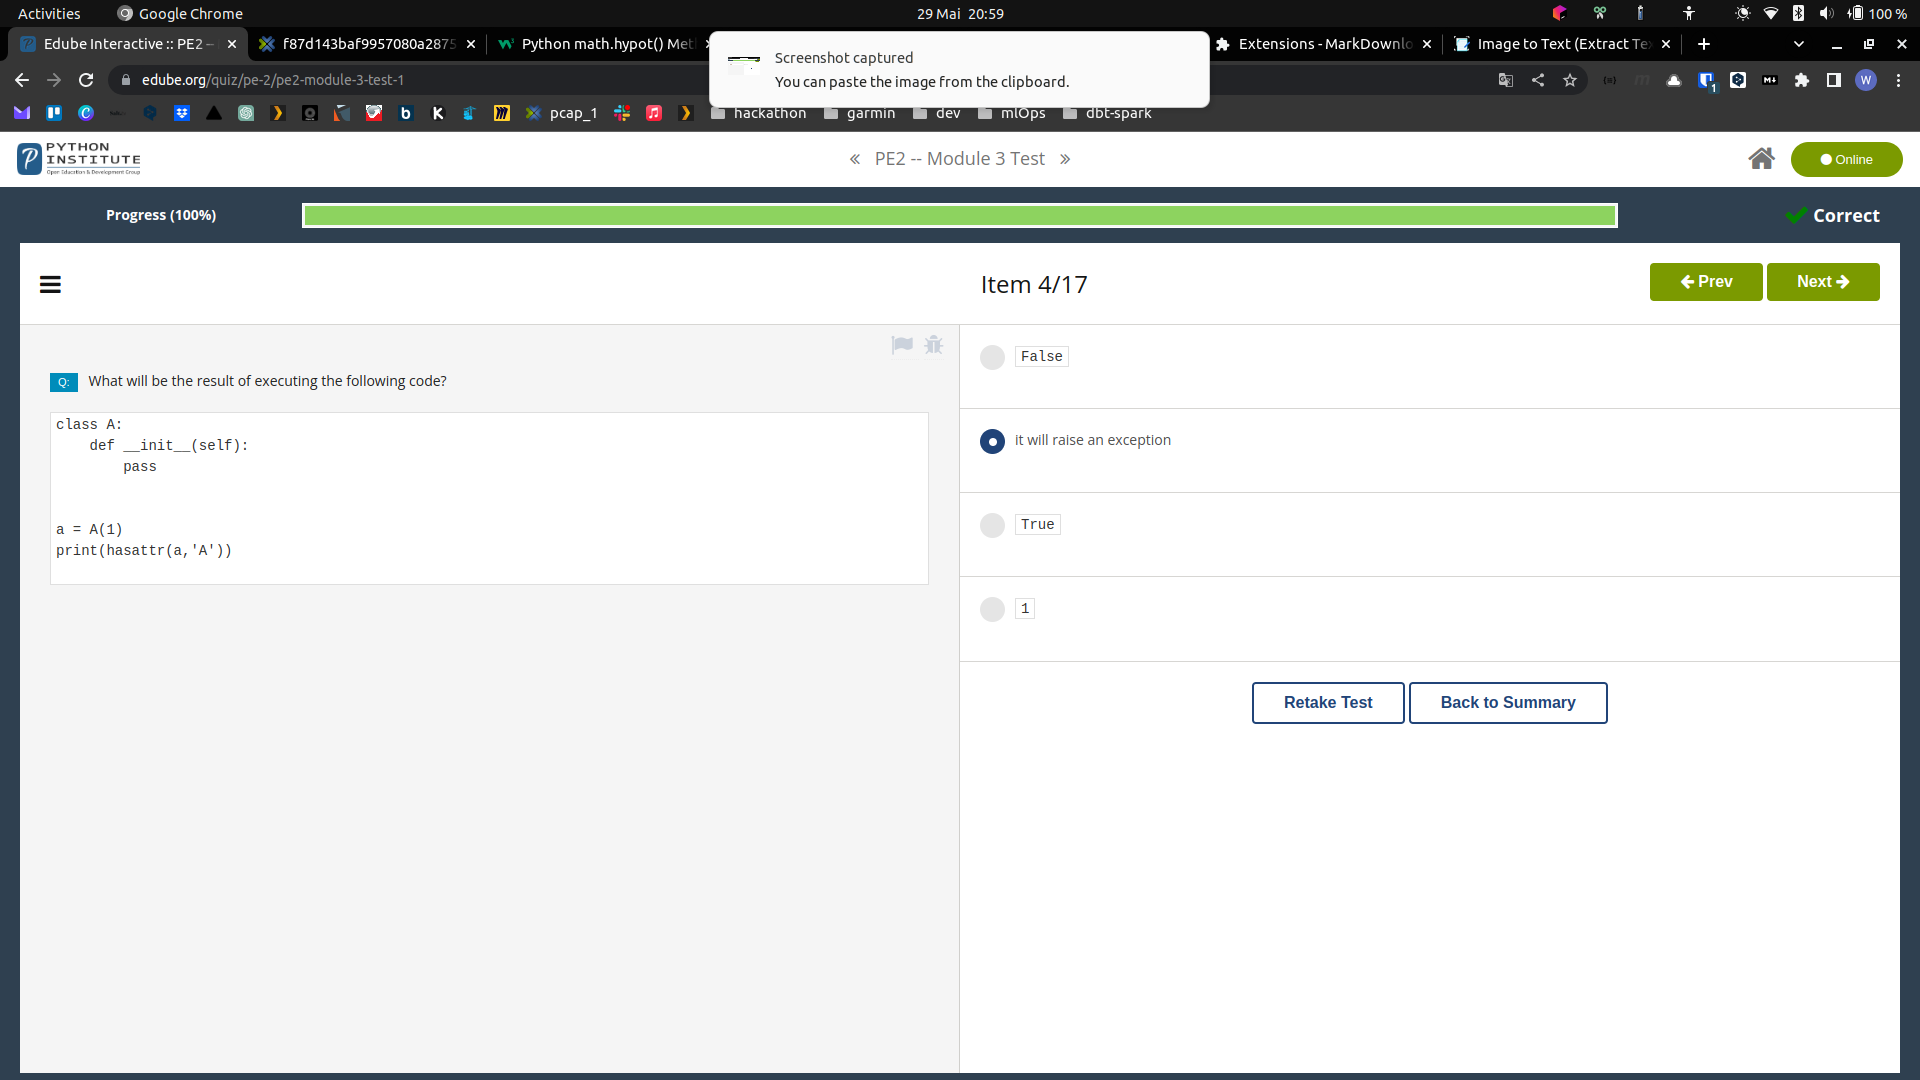 Activities
Google Chrome
29 Mai 20:59
100 %
Edube Interactive :: PE2 –
f87d143baf9957080a2875
Python math.hypot() Met
Extensions - MarkDownlo
Image to Text (Extract Te
Screenshot captured
You can paste the image from the clipboard.
edube.org/quiz/pe-2/pe2-module-3-test-1
pcap_1
hackathon
garmin
dev
mlOps
dbt-spark
PYTHON
INSTITUTE
Open Education & Development Group
« PE2 -- Module 3 Test »
Online
Progress (100%)
Correct
Item 4/17
Prev
Next
Q: What will be the result of executing the following code?
class A:
    def __init__(self):
        pass
a = A(1)
print(hasattr(a,'A'))
False
it will raise an exception
True
1
Retake Test
Back to Summary